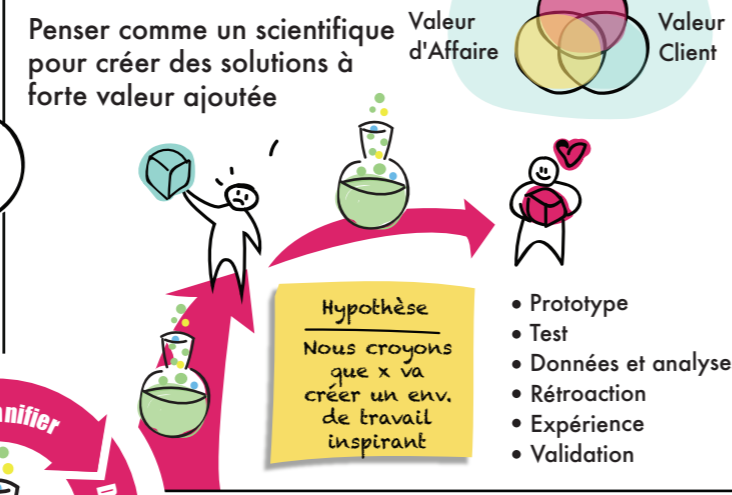 Penser comme un scientifique
pour créer des solutions à
forte valeur ajoutée
Valeur
d'Affaire
Valeur
Client
Hypothèse
Nous croyons
que x va
créer un env.
de travail
inspirant
• Prototype
• Test
• Données et analyse
• Rétroaction
• Expérience
• Validation
nifier